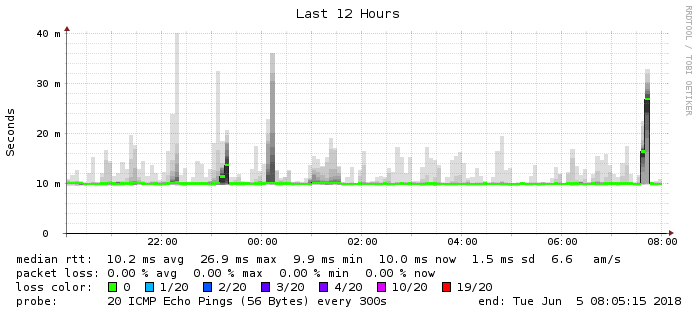 Last 12 Hours
RRDTOOL / TOBI OETIKER
Seconds
40 m
30 m
20 m
10 m
0
22:00 00:00 02:00 04:00 06:00 08:00
median rtt: 10.2 ms avg 26.9 ms max 9.9 ms min 10.0 ms now 1.5 ms sd 6.6 am/s
packet loss: 0.00 % avg 0.00 % max 0.00 % min 0.00 % now
loss color: 0 1/20 2/20 3/20 4/20 10/20 19/20
probe: 20 ICMP Echo Pings (56 Bytes) every 300s end: Tue Jun 5 08:05:15 2018